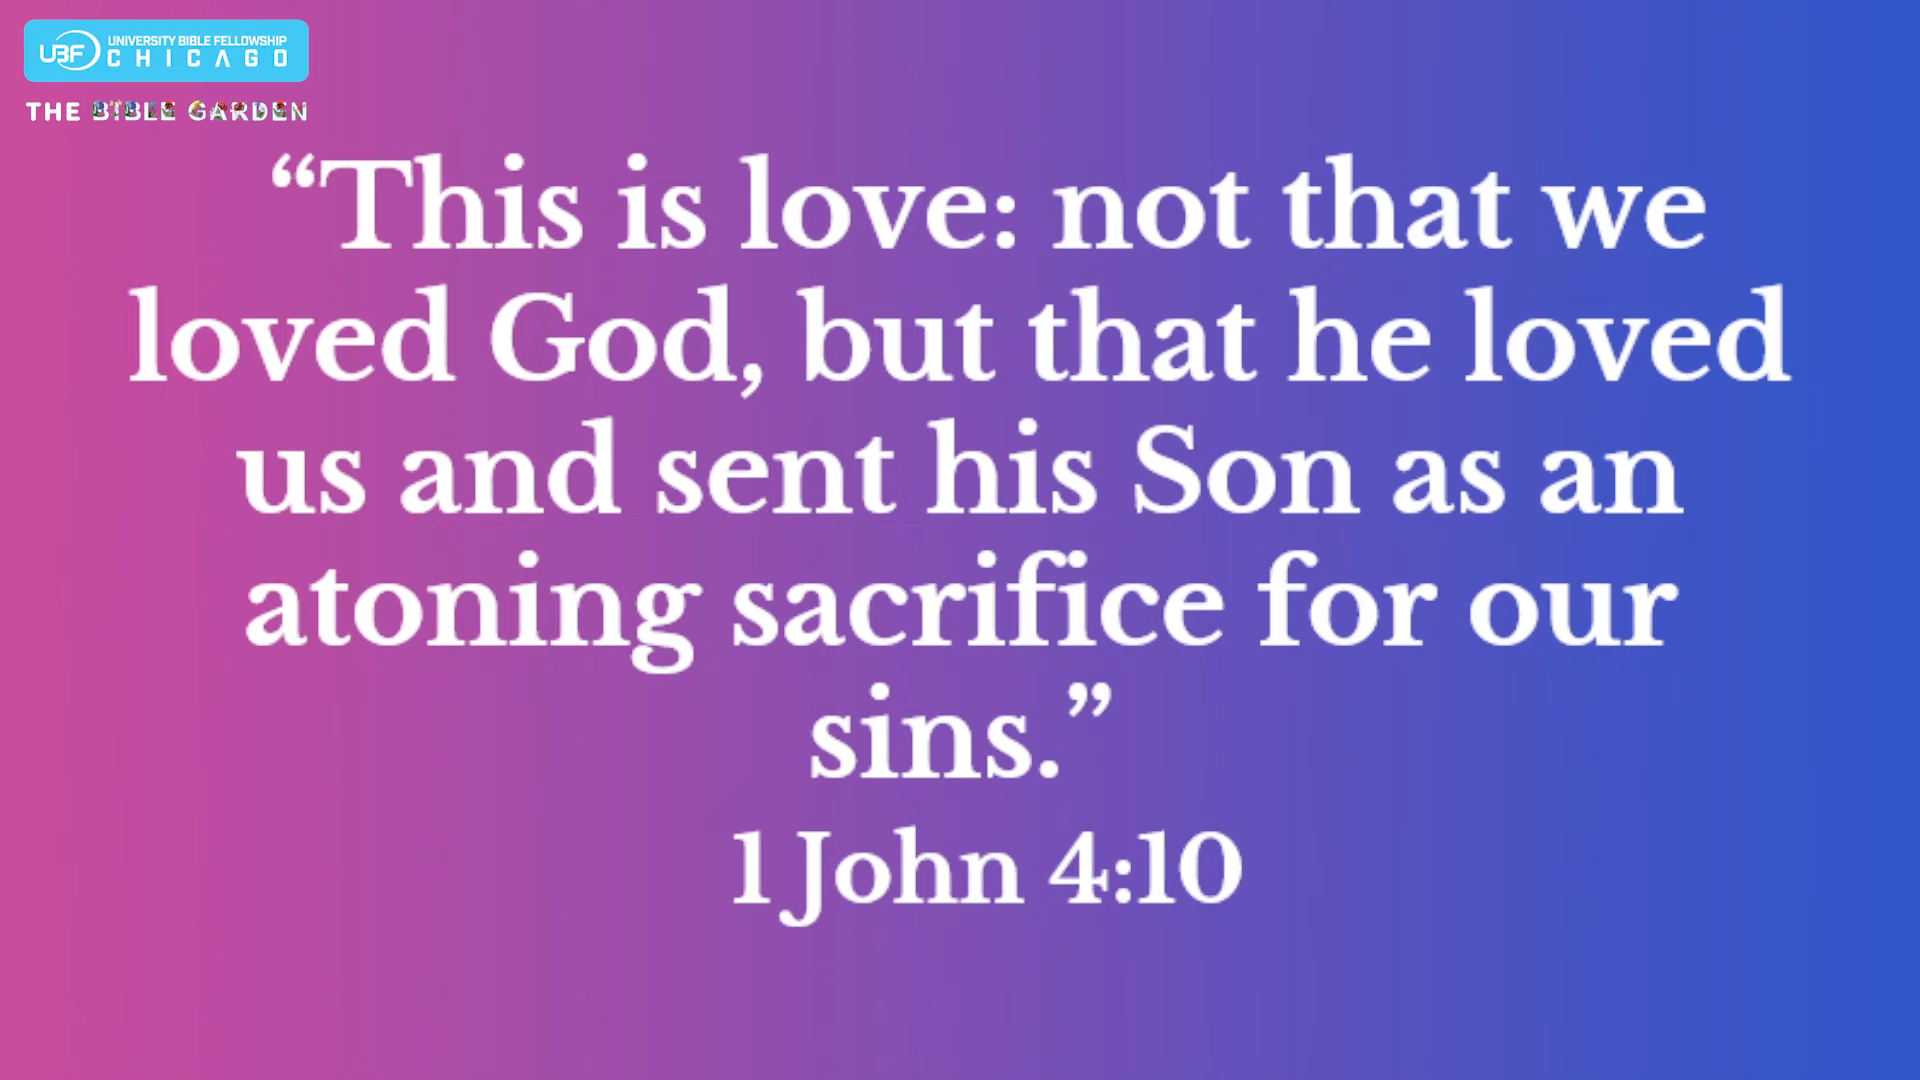 UBF UNIVERSITY BIBLE FELLOWSHIP
CHICAGO
THE BIBLE GARDEN
“This is love: not that we
loved God, but that he loved
us and sent his Son as an
atoning sacrifice for our
sins.”
1 John 4:10